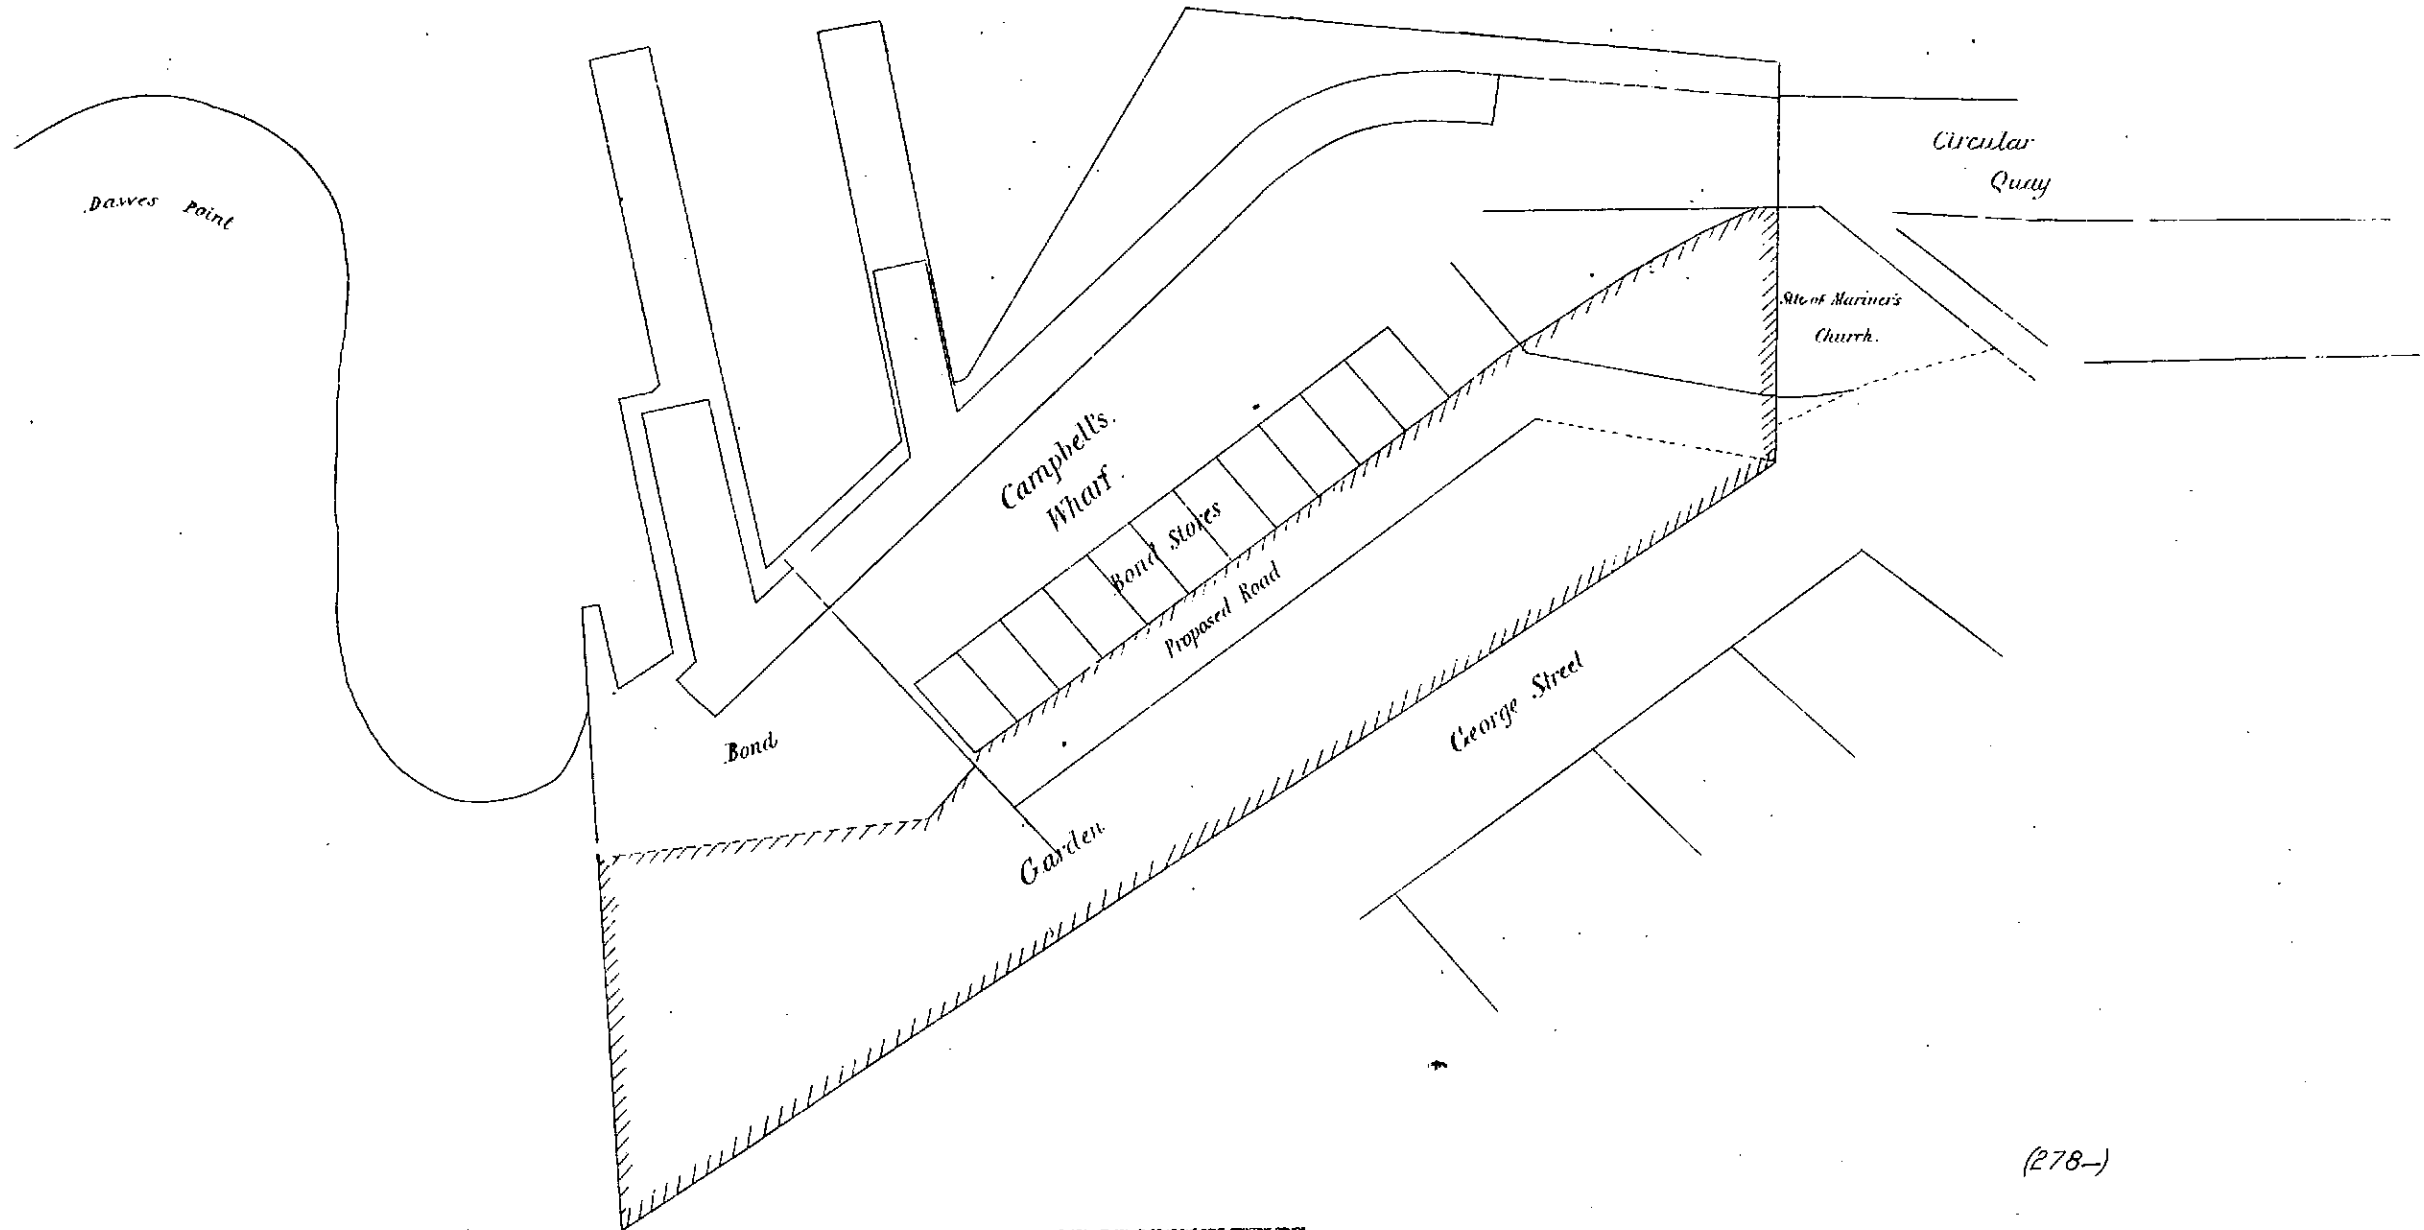 Dawes Point
Circular
Quay
Site of Mariner's
Church.
Campbell's.
Wharf.
Bond Stores
Proposed Road
George Street
Bond
Garden
(278—)